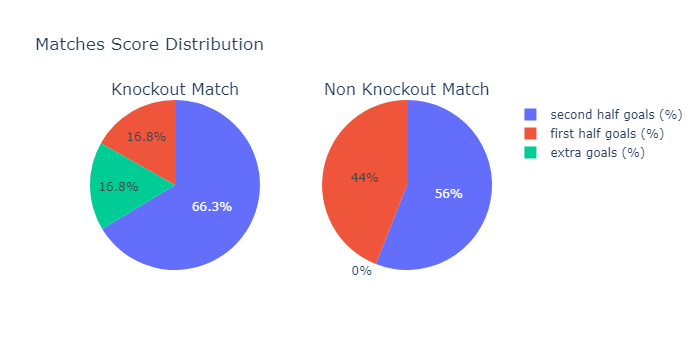 Matches Score Distribution
Knockout Match
Non Knockout Match
second half goals (%)
first half goals (%)
extra goals (%)
16.8%
16.8%
66.3%
44%
56%
0%